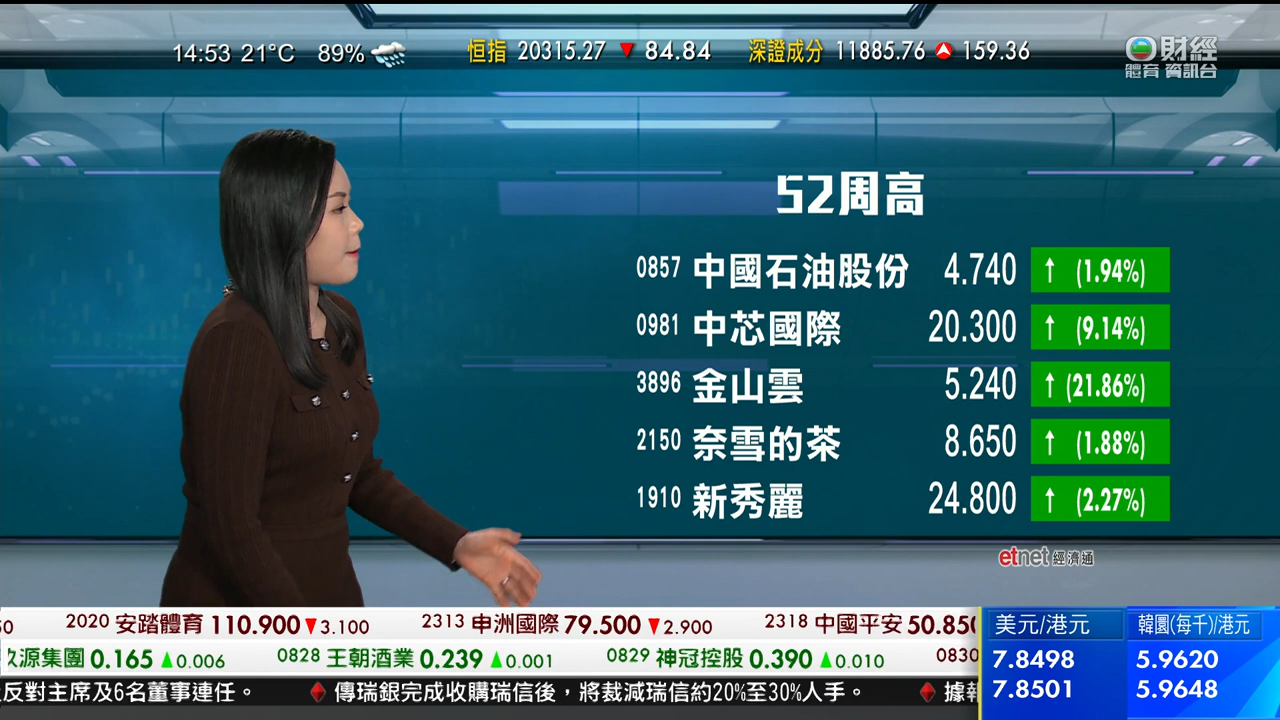 14:53 21°C 89% 恒指 20315.27 ▼ 84.84 深證成分 11885.76 ▲ 159.36
財經
體育 資訊台
52周高
0857 中國石油股份 4.740 ↑ (1.94%)
0981 中芯國際 20.300 ↑ (9.14%)
3896 金山雲 5.240 ↑ (21.86%)
2150 奈雪的茶 8.650 ↑ (1.88%)
1910 新秀麗 24.800 ↑ (2.27%)
etnet 經濟通
2020 安踏體育 110.900 ▼ 3.100 2313 申洲國際 79.500 ▼ 2.900 2318 中國平安 50.850
源集團 0.165 ▲ 0.006 0828 王朝酒業 0.239 ▲ 0.001 0829 神冠控股 0.390 ▲ 0.010 0830
反對主席及6名董事連任。 ◆ 傳瑞銀完成收購瑞信後，將裁減瑞信約20%至30%人手。 ◆ 據
美元/港元 韓圜(每千)/港元
7.8498 5.9620
7.8501 5.9648